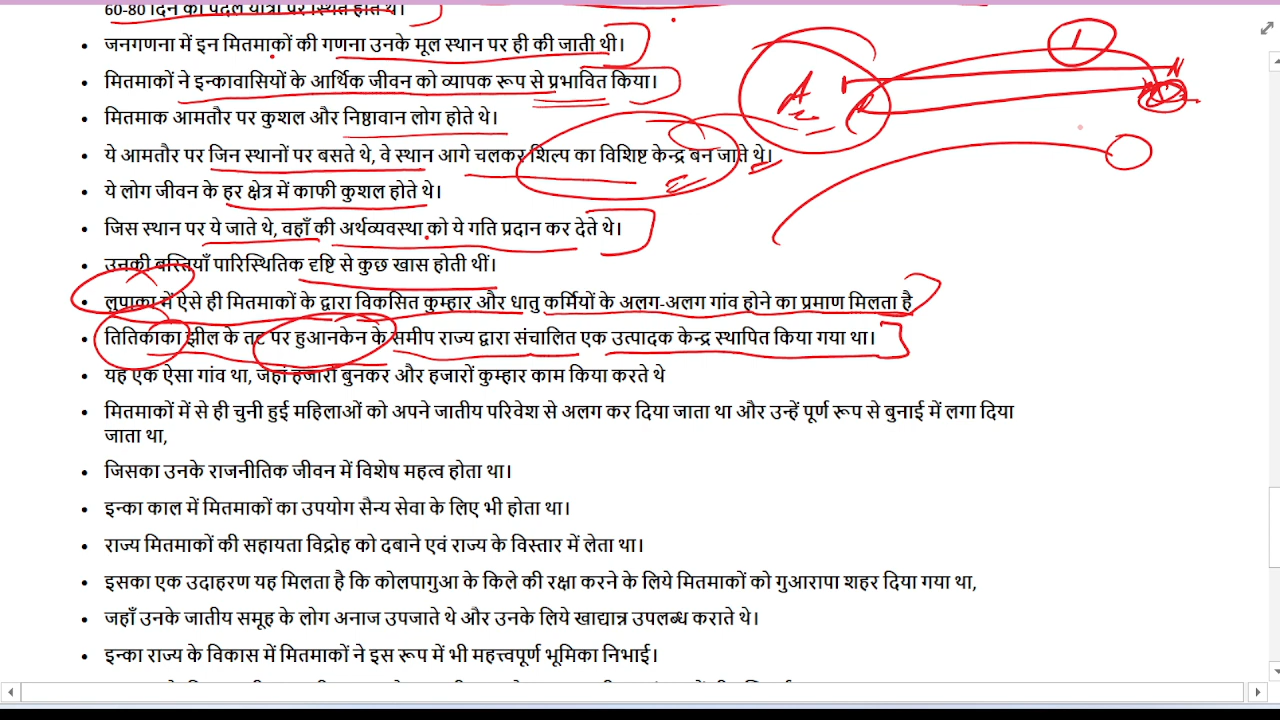 60-80 दिन की पदल यात्रा पर स्थित होते थे।
• जनगणना में इन मितमाकों की गणना उनके मूल स्थान पर ही की जाती थी।
• मितमाकों ने इन्कावासियों के आर्थिक जीवन को व्यापक रूप से प्रभावित किया।
• मितमाक आमतौर पर कुशल और निष्ठावान लोग होते थे।
• ये आमतौर पर जिन स्थानों पर बसते थे, वे स्थान आगे चलकर शिल्प का विशिष्ट केन्द्र बन जाते थे।
• ये लोग जीवन के हर क्षेत्र में काफी कुशल होते थे।
• जिस स्थान पर ये जाते थे, वहाँ की अर्थव्यवस्था को ये गति प्रदान कर देते थे।
• उनकी बस्तियाँ पारिस्थितिक दृष्टि से कुछ खास होती थीं।
• लुपाका में ऐसे ही मितमाकों के द्वारा विकसित कुम्हार और धातु कर्मियों के अलग-अलग गांव होने का प्रमाण मिलता है
• तितिकाका झील के तट पर हुआनकेन के समीप राज्य द्वारा संचालित एक उत्पादक केन्द्र स्थापित किया गया था।
• यह एक ऐसा गांव था, जहां हजारों बुनकर और हजारों कुम्हार काम किया करते थे
• मितमाकों में से ही चुनी हुई महिलाओं को अपने जातीय परिवेश से अलग कर दिया जाता था और उन्हें पूर्ण रूप से बुनाई में लगा दिया
जाता था,
• जिसका उनके राजनीतिक जीवन में विशेष महत्व होता था।
• इन्का काल में मितमाकों का उपयोग सैन्य सेवा के लिए भी होता था।
• राज्य मितमाकों की सहायता विद्रोह को दबाने एवं राज्य के विस्तार में लेता था।
• इसका एक उदाहरण यह मिलता है कि कोलपागुआ के किले की रक्षा करने के लिये मितमाकों को गुआरापा शहर दिया गया था,
• जहाँ उनके जातीय समूह के लोग अनाज उपजाते थे और उनके लिये खाद्यान्न उपलब्ध कराते थे।
• इन्का राज्य के विकास में मितमाकों ने इस रूप में भी महत्त्वपूर्ण भूमिका निभाई।